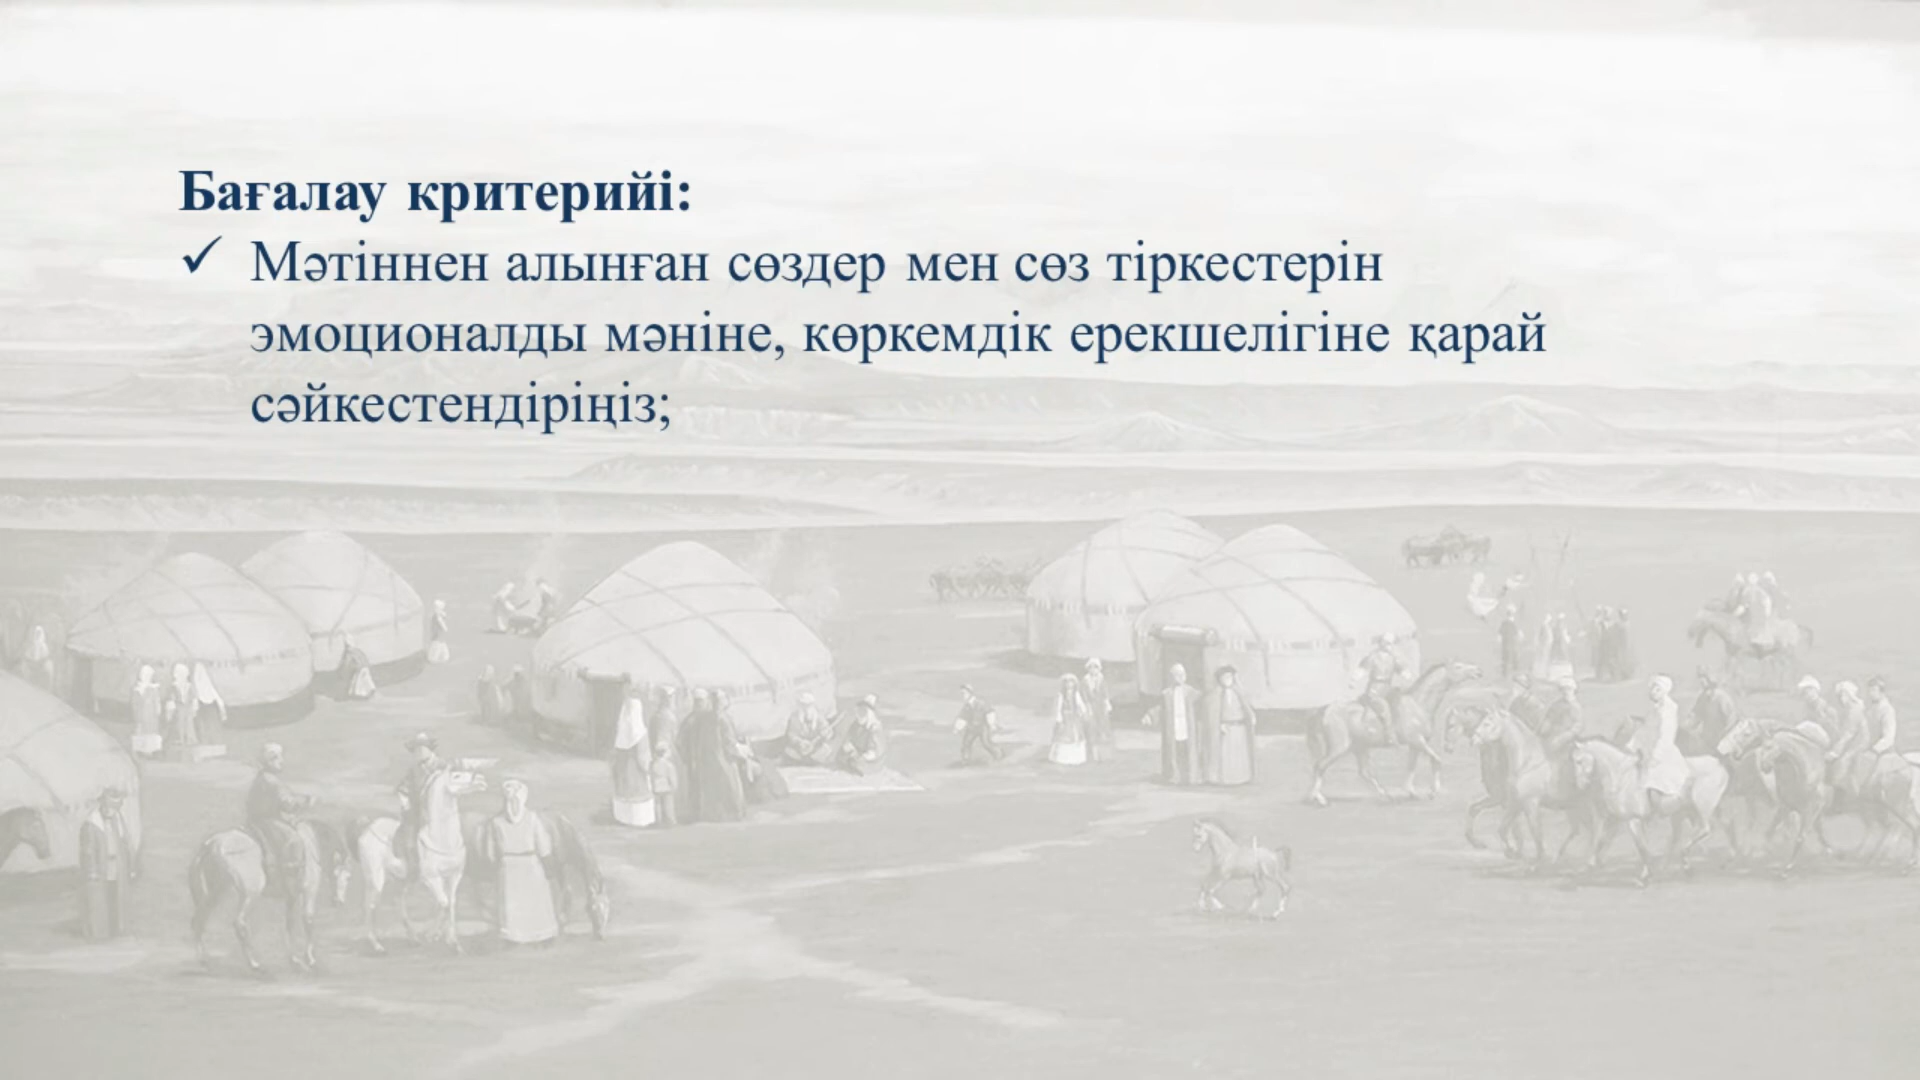 Бағалау критерийі:
✓ Мәтіннен алынған сөздер мен сөз тіркестерін
эмоционалды мәніне, көркемдік ерекшелігіне қарай
сәйкестендіріңіз;